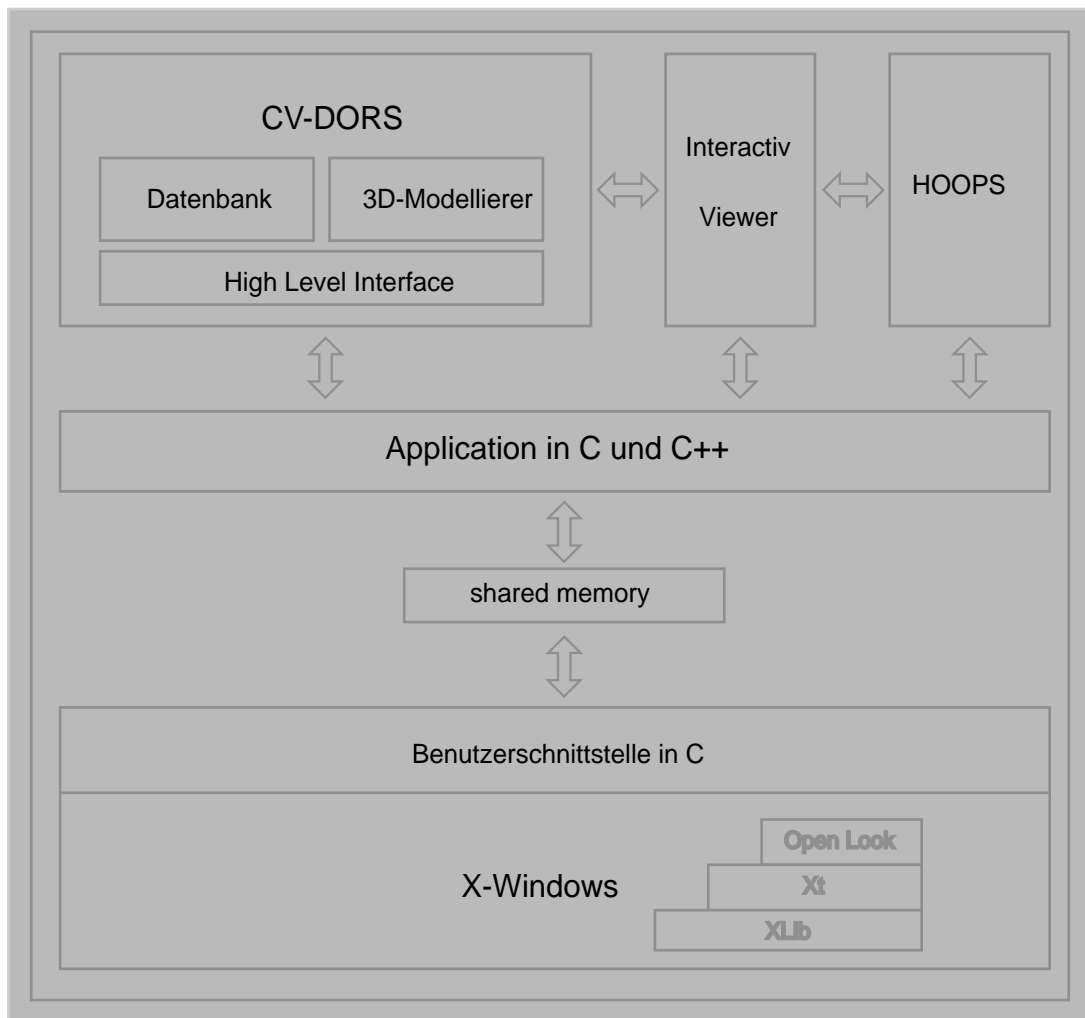 CV-DORS
Datenbank
3D-Modellierer
High Level Interface
Interactiv
Viewer
HOOPS
Application in C und C++
shared memory
Benutzerschnittstelle in C
X-Windows
Open Look
Xt
XLib